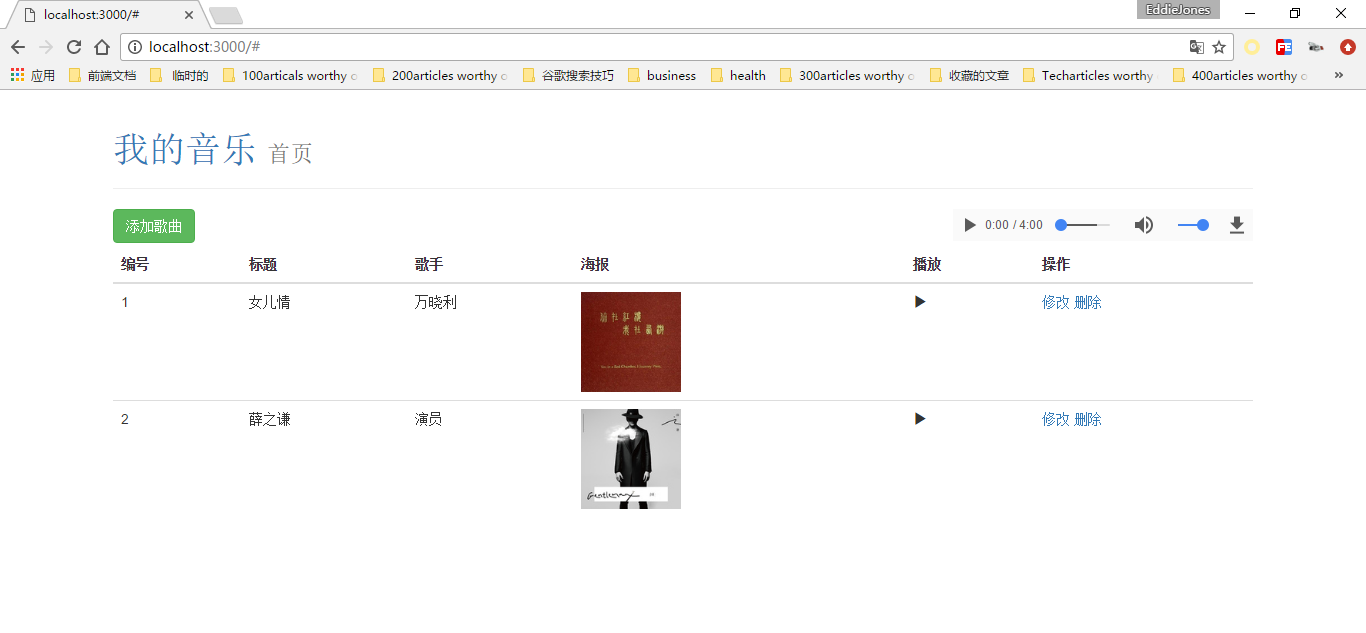 localhost:3000/#
EddieJones
localhost:3000/#
应用 前端文档 临时的 100articals worthy 200articles worthy 谷歌搜索技巧 business health 300articles worthy 收藏的文章 Techarticles worthy 400articles worthy
我的音乐 首页
添加歌曲 0:00 / 4:00
编号 标题 歌手 海报 播放 操作
1 女儿情 万晓利 修改 删除
2 薛之谦 演员 修改 删除